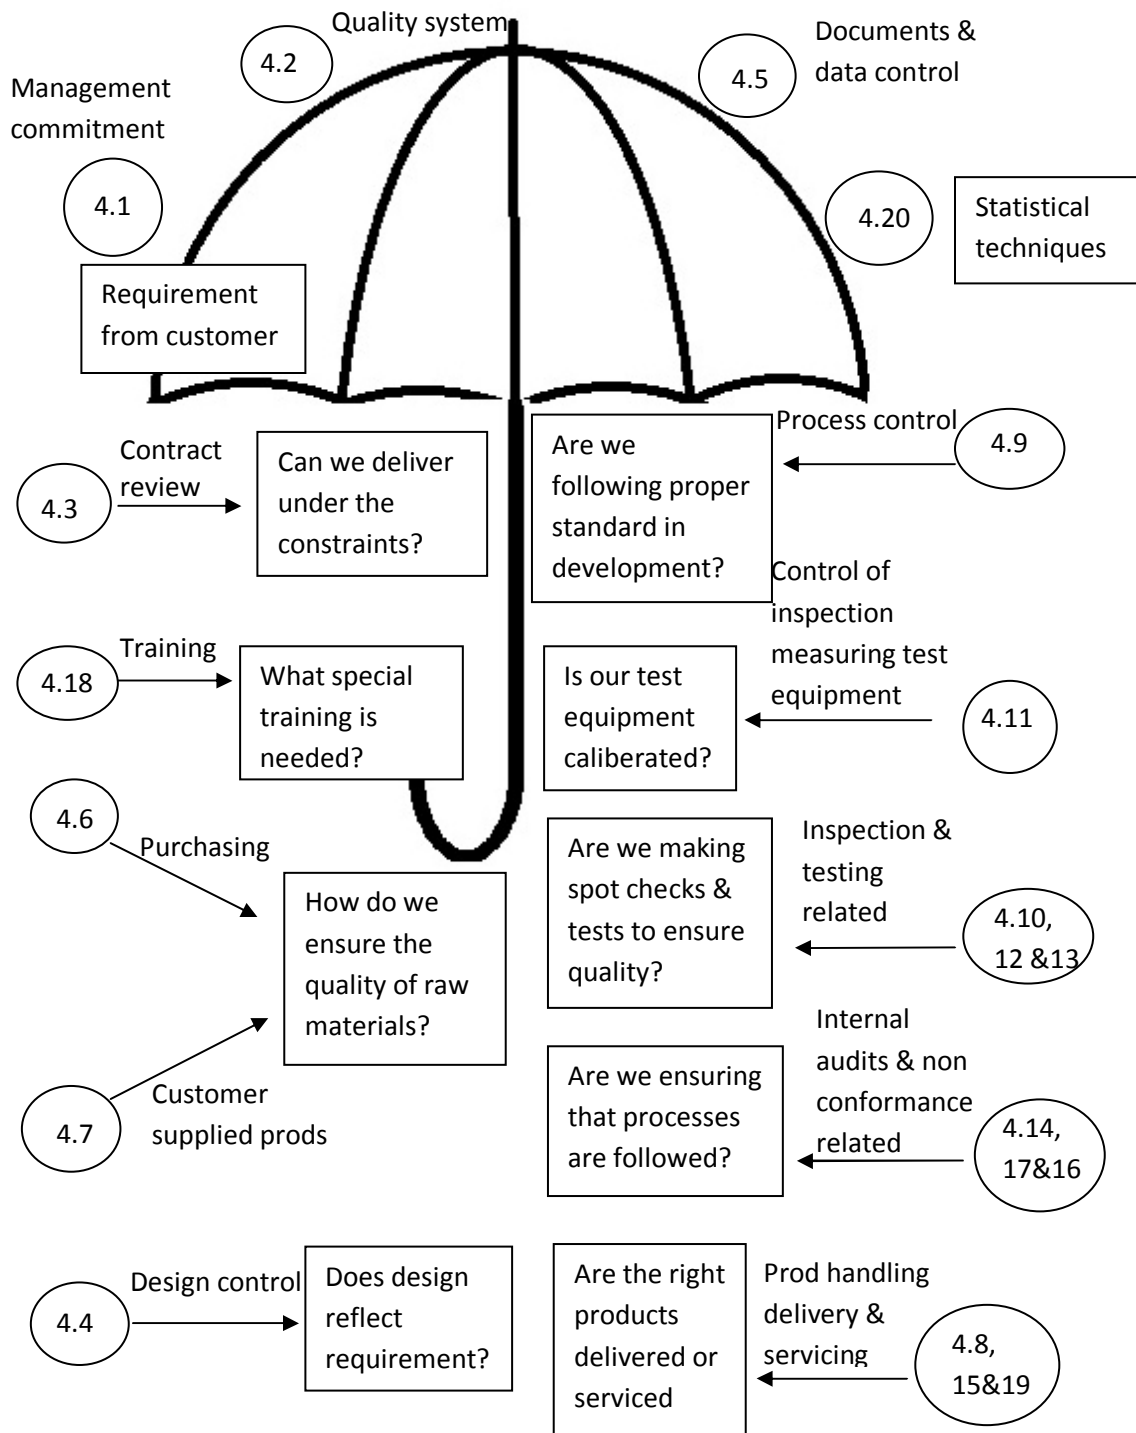 Quality system
4.2
Documents &
data control
4.5
Management
commitment
4.1
4.20
Statistical
techniques
Requirement
from customer
Contract
review
4.3
Can we deliver
under the
constraints?
Are we
following proper
standard in
development?
Process control
4.9
Training
4.18
What special
training is
needed?
Is our test
equipment
caliberated?
Control of
inspection
measuring test
equipment
4.11
4.6
Purchasing
How do we
ensure the
quality of raw
materials?
4.7
Customer
supplied prods
Are we making
spot checks &
tests to ensure
quality?
Inspection &
testing
related
4.10,
12 &13
Are we ensuring
that processes
are followed?
Internal
audits & non
conformance
related
4.14,
17&16
Design control
4.4
Does design
reflect
requirement?
Are the right
products
delivered or
serviced
Prod handling
delivery &
servicing
4.8,
15&19